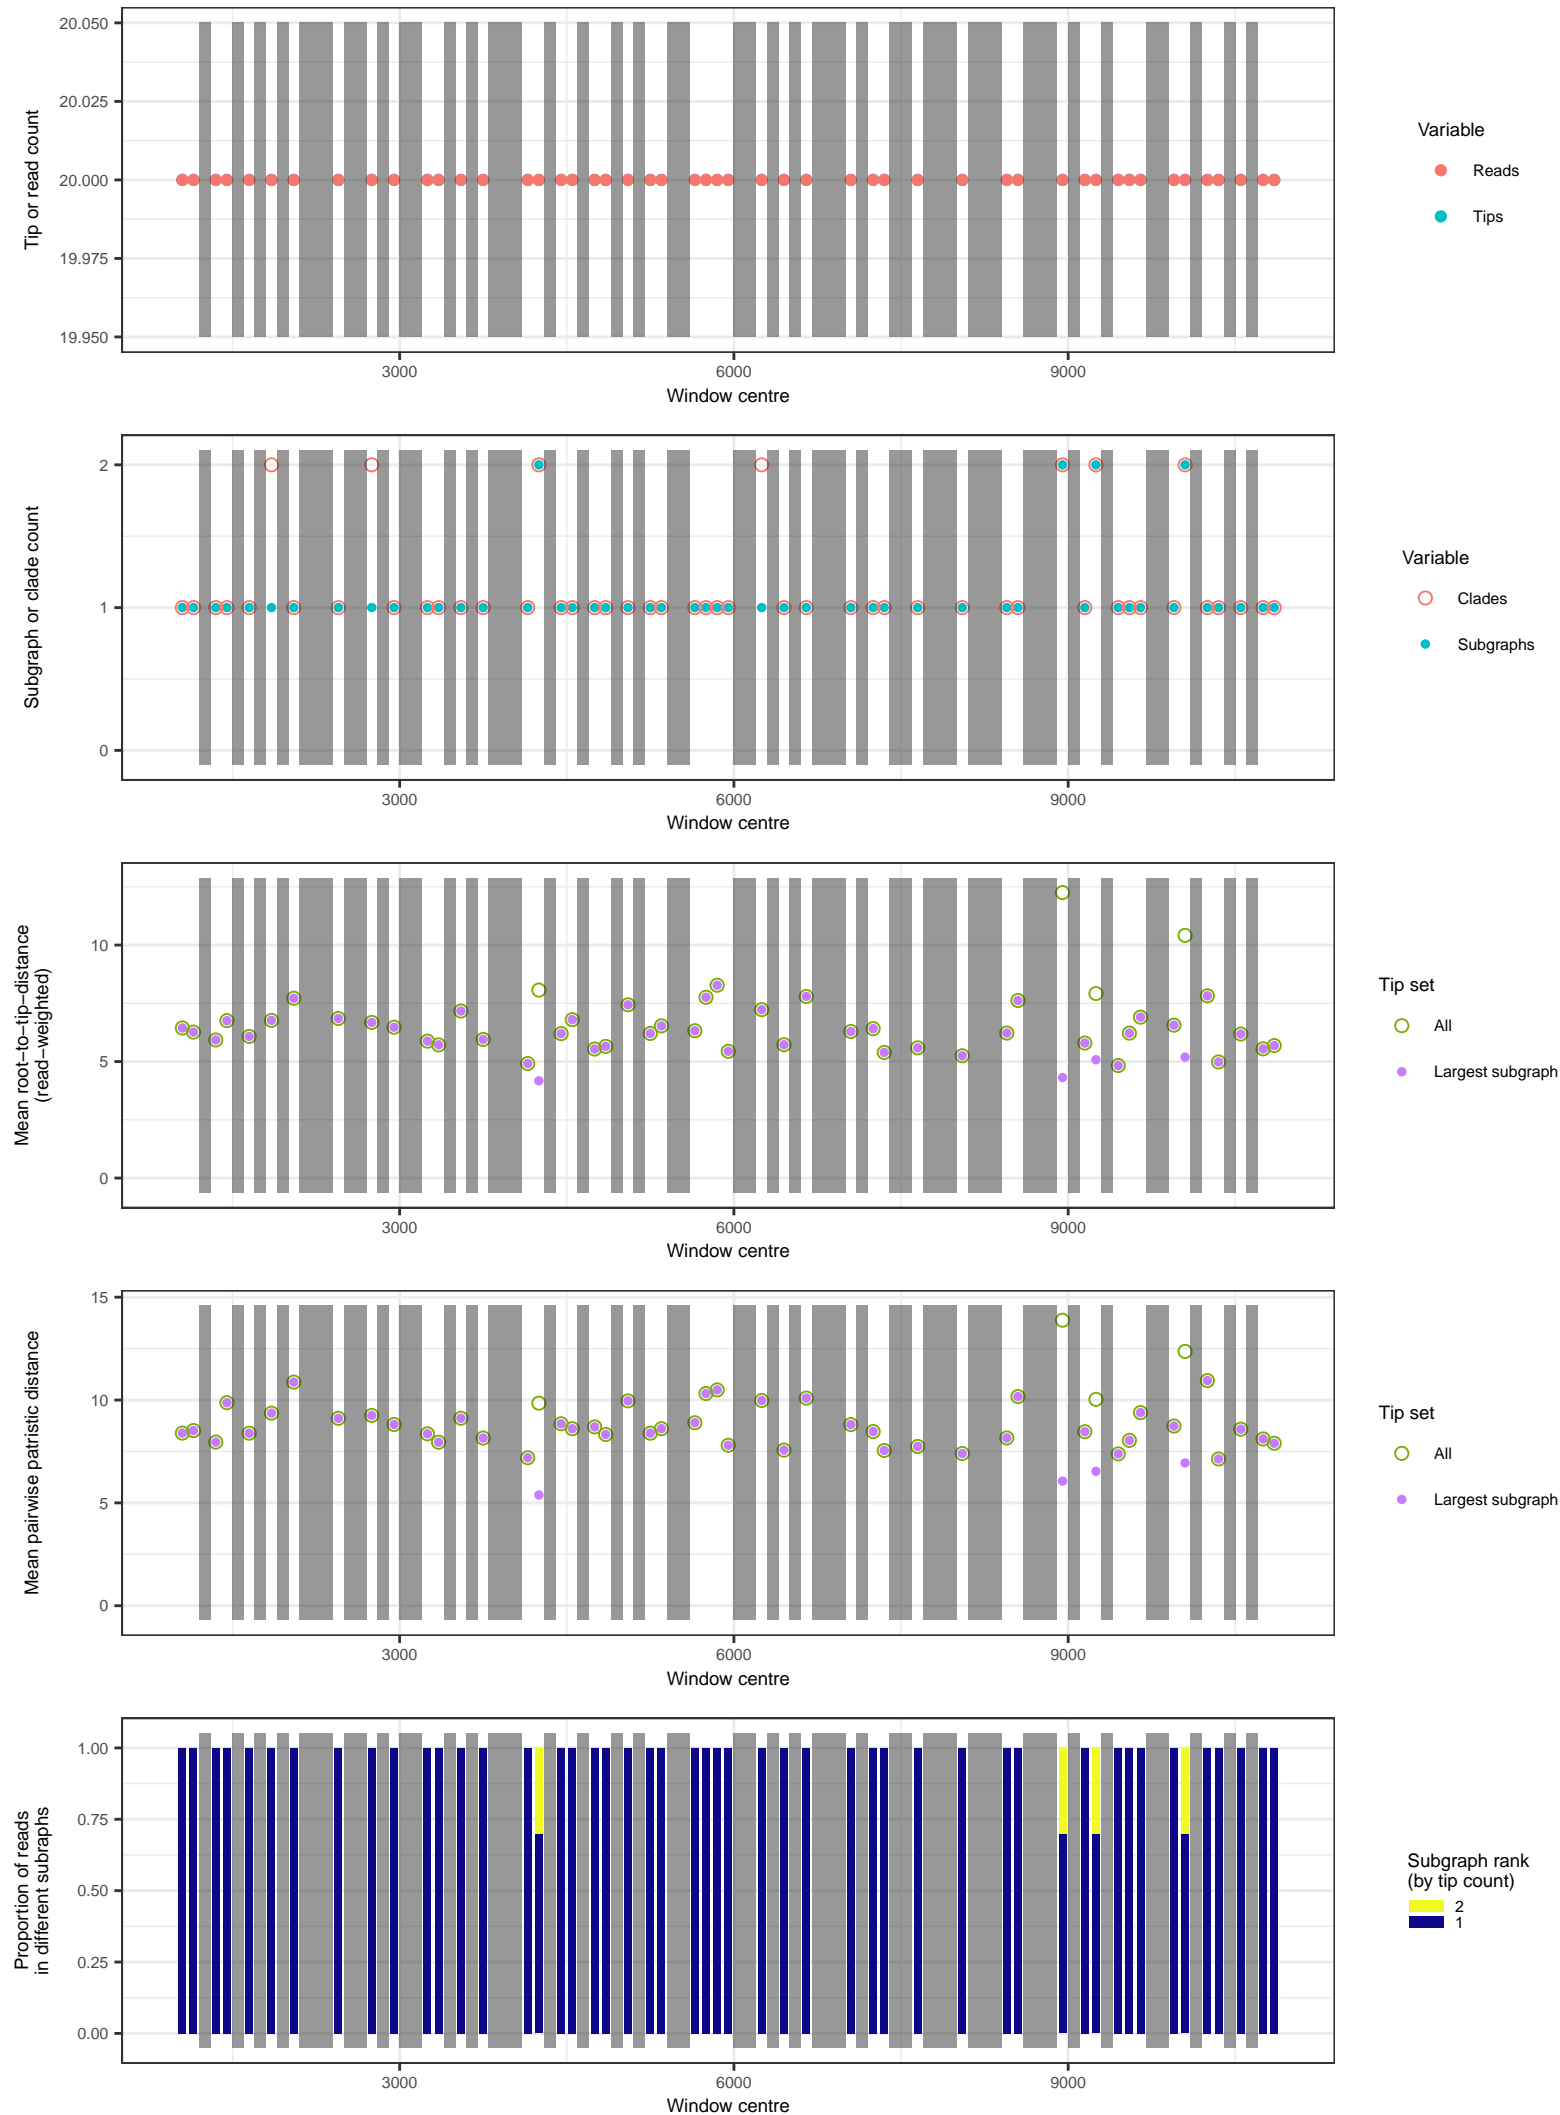 20.050
20.025
20.000
19.975
19.950
Tip or read count
3000
6000
9000
Window centre
Variable
Reads
Tips
2
1
0
Subgraph or clade count
3000
6000
9000
Window centre
Variable
Clades
Subgraphs
10
5
0
Mean root−to−tip−distance
(read−weighted)
3000
6000
9000
Window centre
Tip set
All
Largest subgraph
15
10
5
0
Mean pairwise patristic distance
3000
6000
9000
Window centre
Tip set
All
Largest subgraph
1.00
0.75
0.50
0.25
0.00
Proportion of reads
in different subraphs
3000
6000
9000
Window centre
Subgraph rank
(by tip count)
2
1